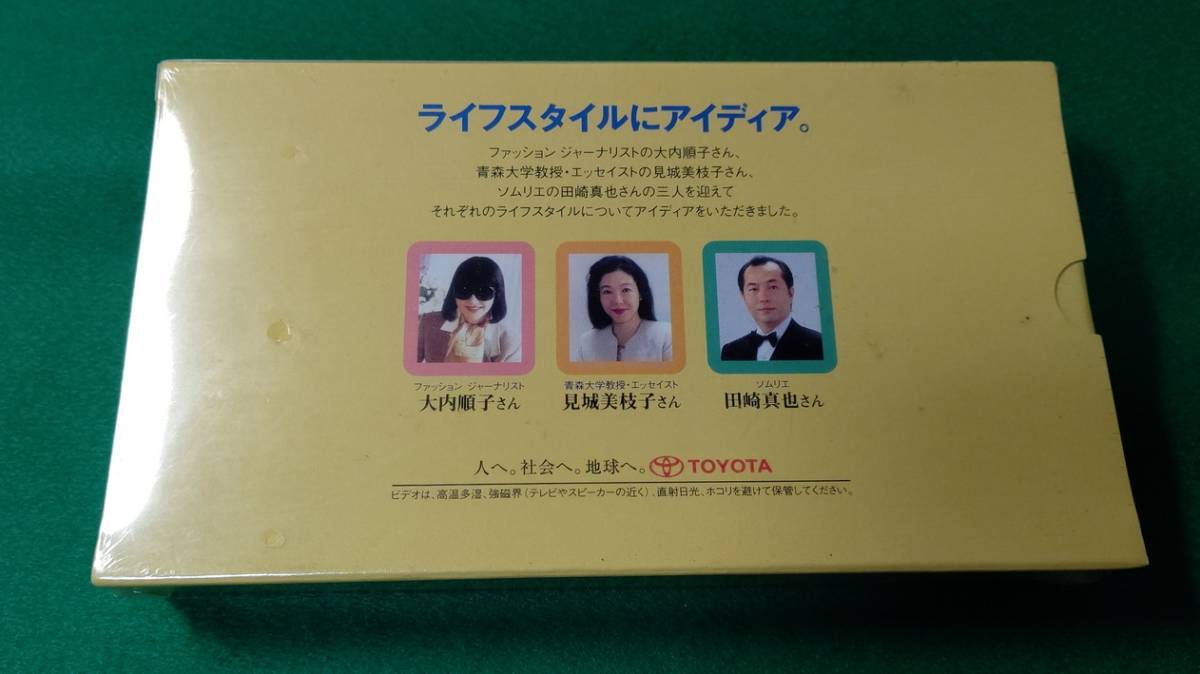 ライフスタイルにアイディア。
ファッション ジャーナリストの大内順子さん、
青森大学教授・エッセイストの見城美枝子さん、
ソムリエの田崎真也さんの三人を迎えて
それぞれのライフスタイルについてアイディアをいただきました。
ファッション ジャーナリスト
大内順子さん
青森大学教授・エッセイスト
見城美枝子さん
ソムリエ
田崎真也さん
人へ。社会へ。地球へ。 TOYOTA
ビデオは、高温多湿、強磁界(テレビやスピーカーの近く)、直射日光、ホコリを避けて保管してください。